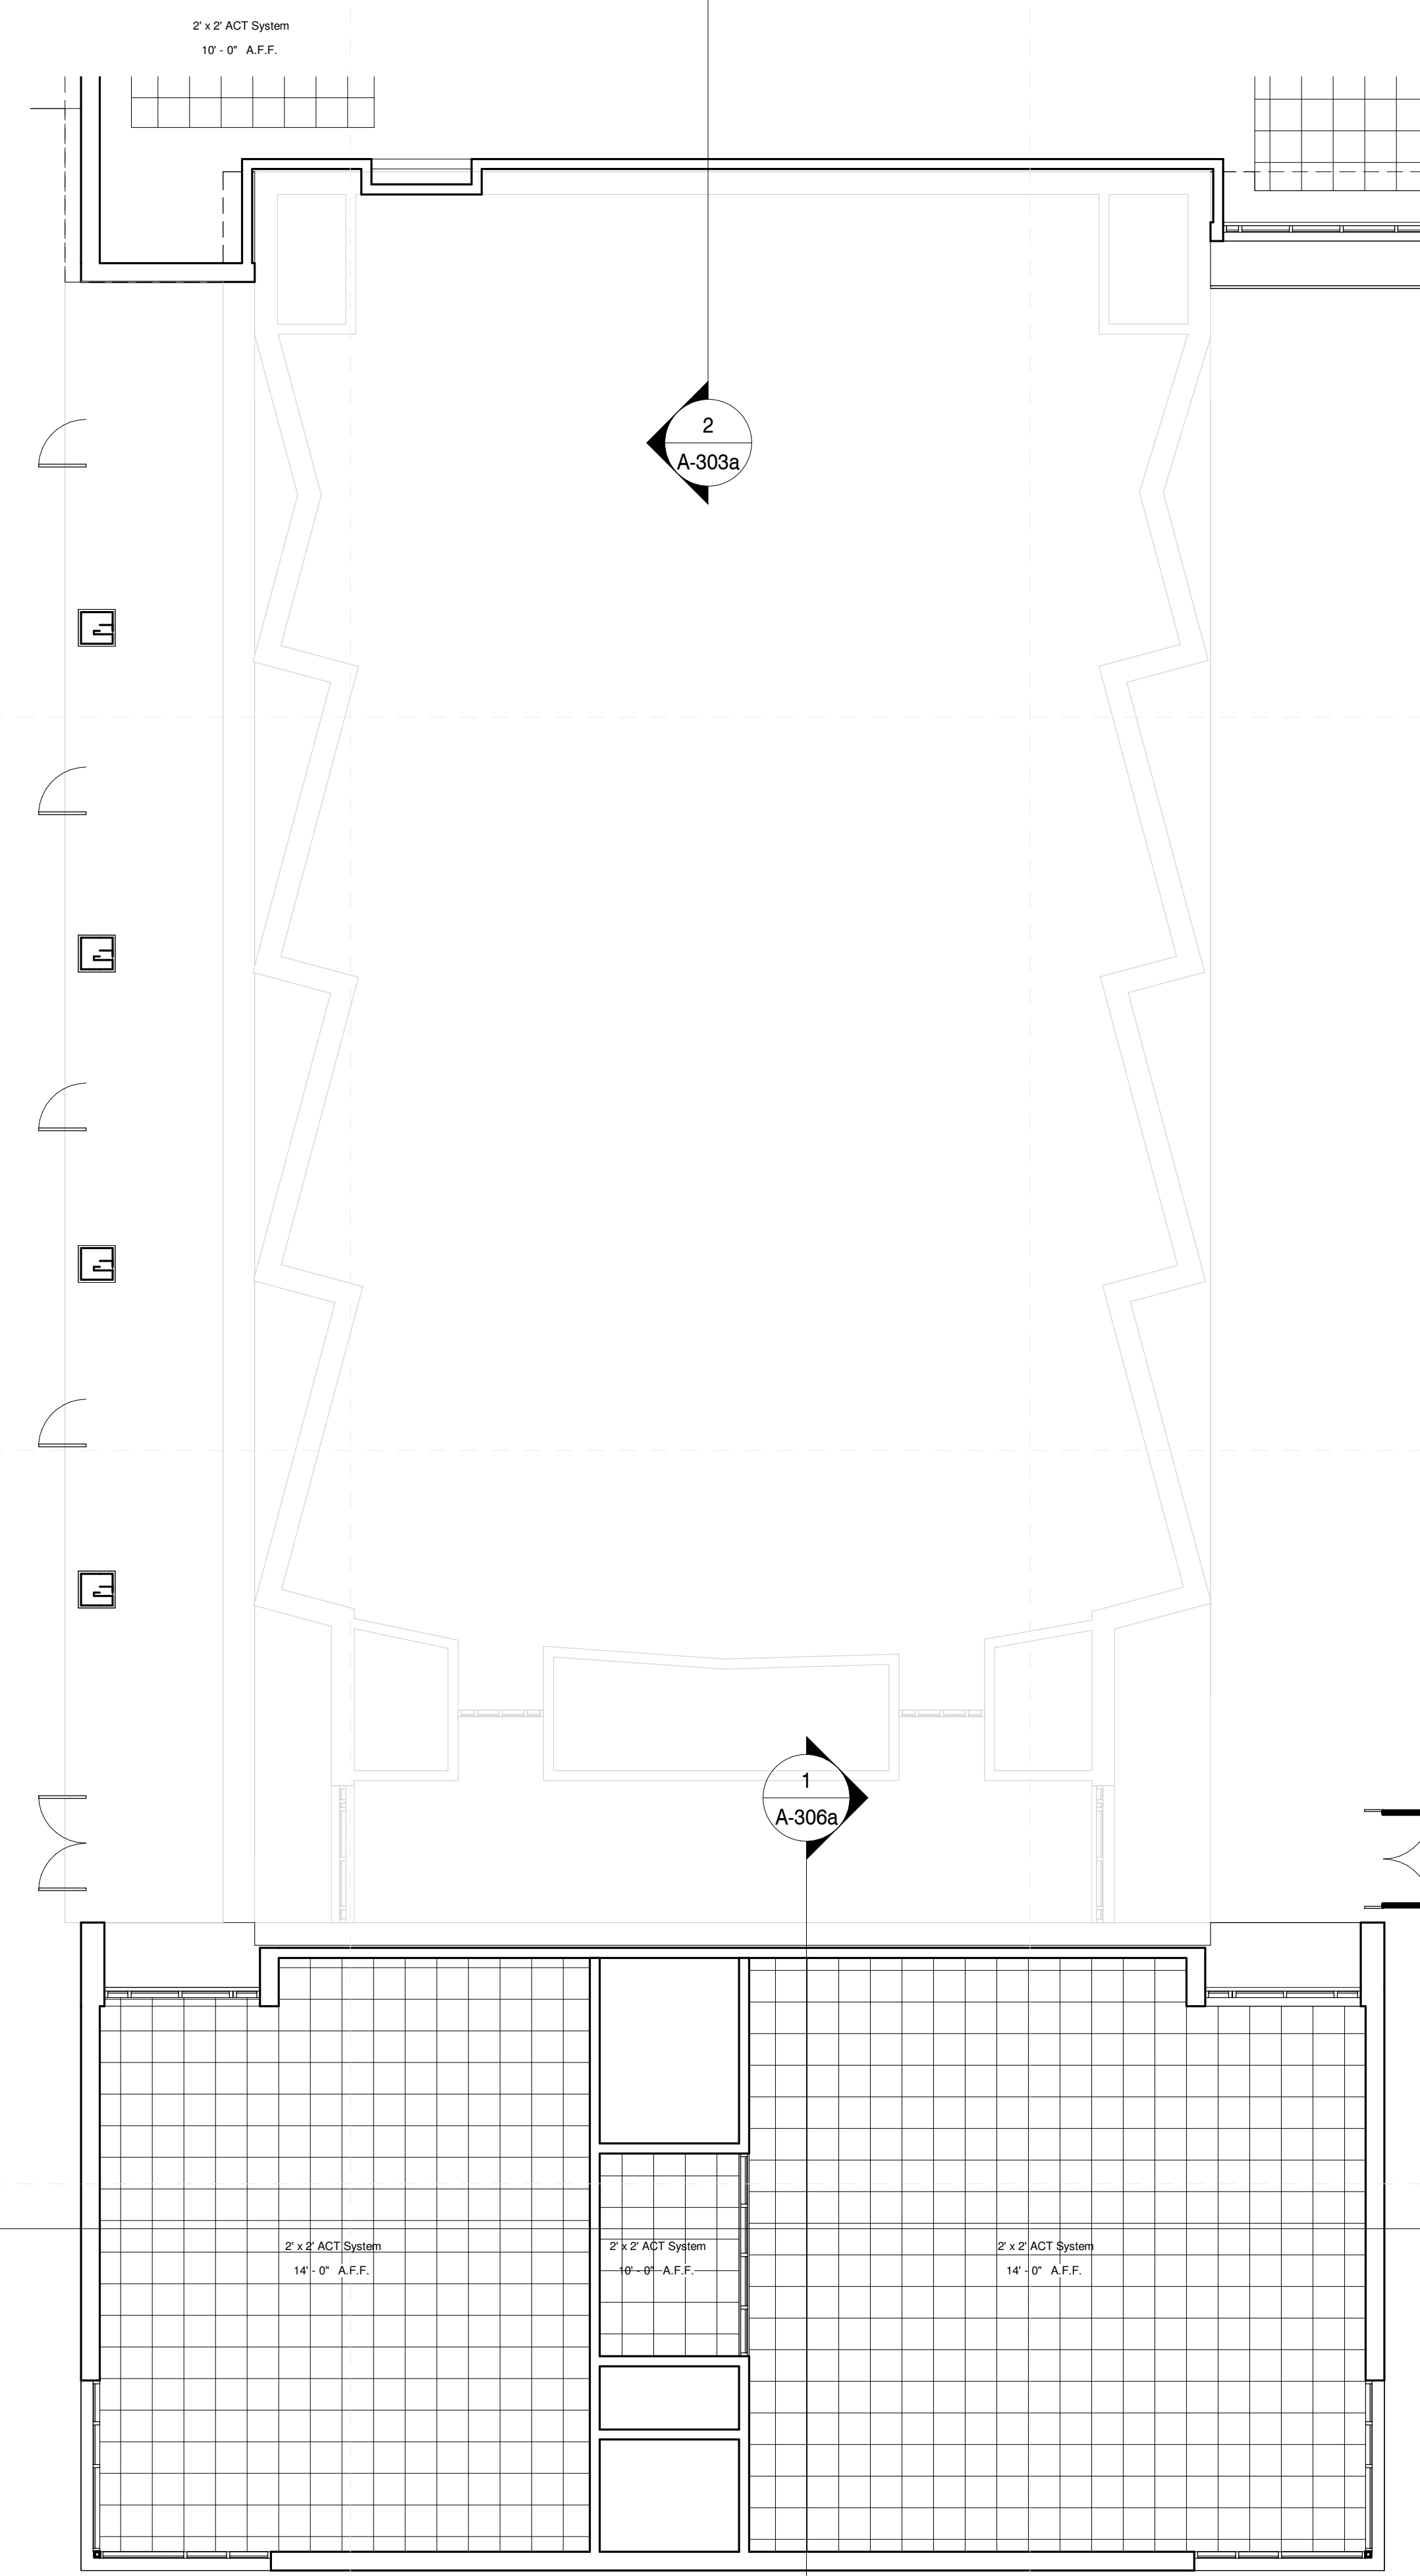 2' x 2' ACT System
10' - 0" A.F.F.
2
A-303a
1
A-306a
2' x 2' ACT System
14' - 0" A.F.F.
2' x 2' ACT System
10' - 0" A.F.F.
2' x 2' ACT System
14' - 0" A.F.F.